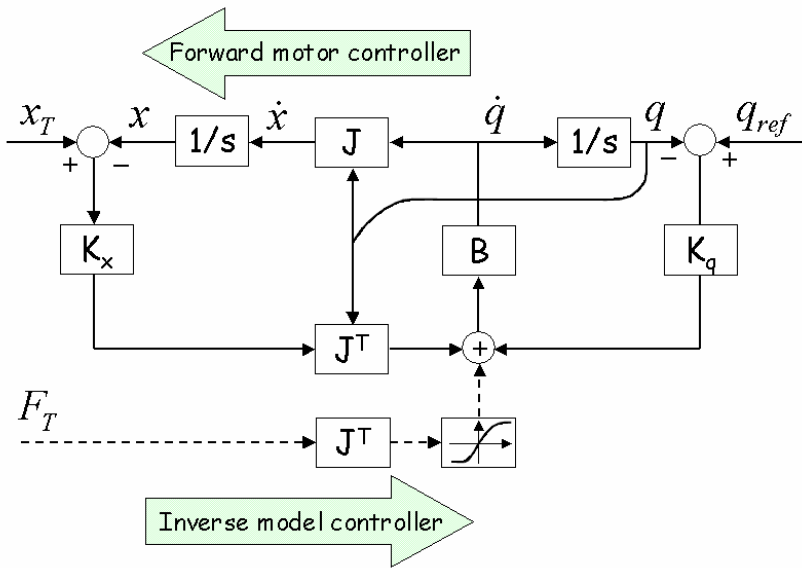 Forward motor controller
x_T x 1/s ẋ J q̇ 1/s q q_ref
+ − − +
K_x B K_q
J^T +
F_T
J^T
Inverse model controller